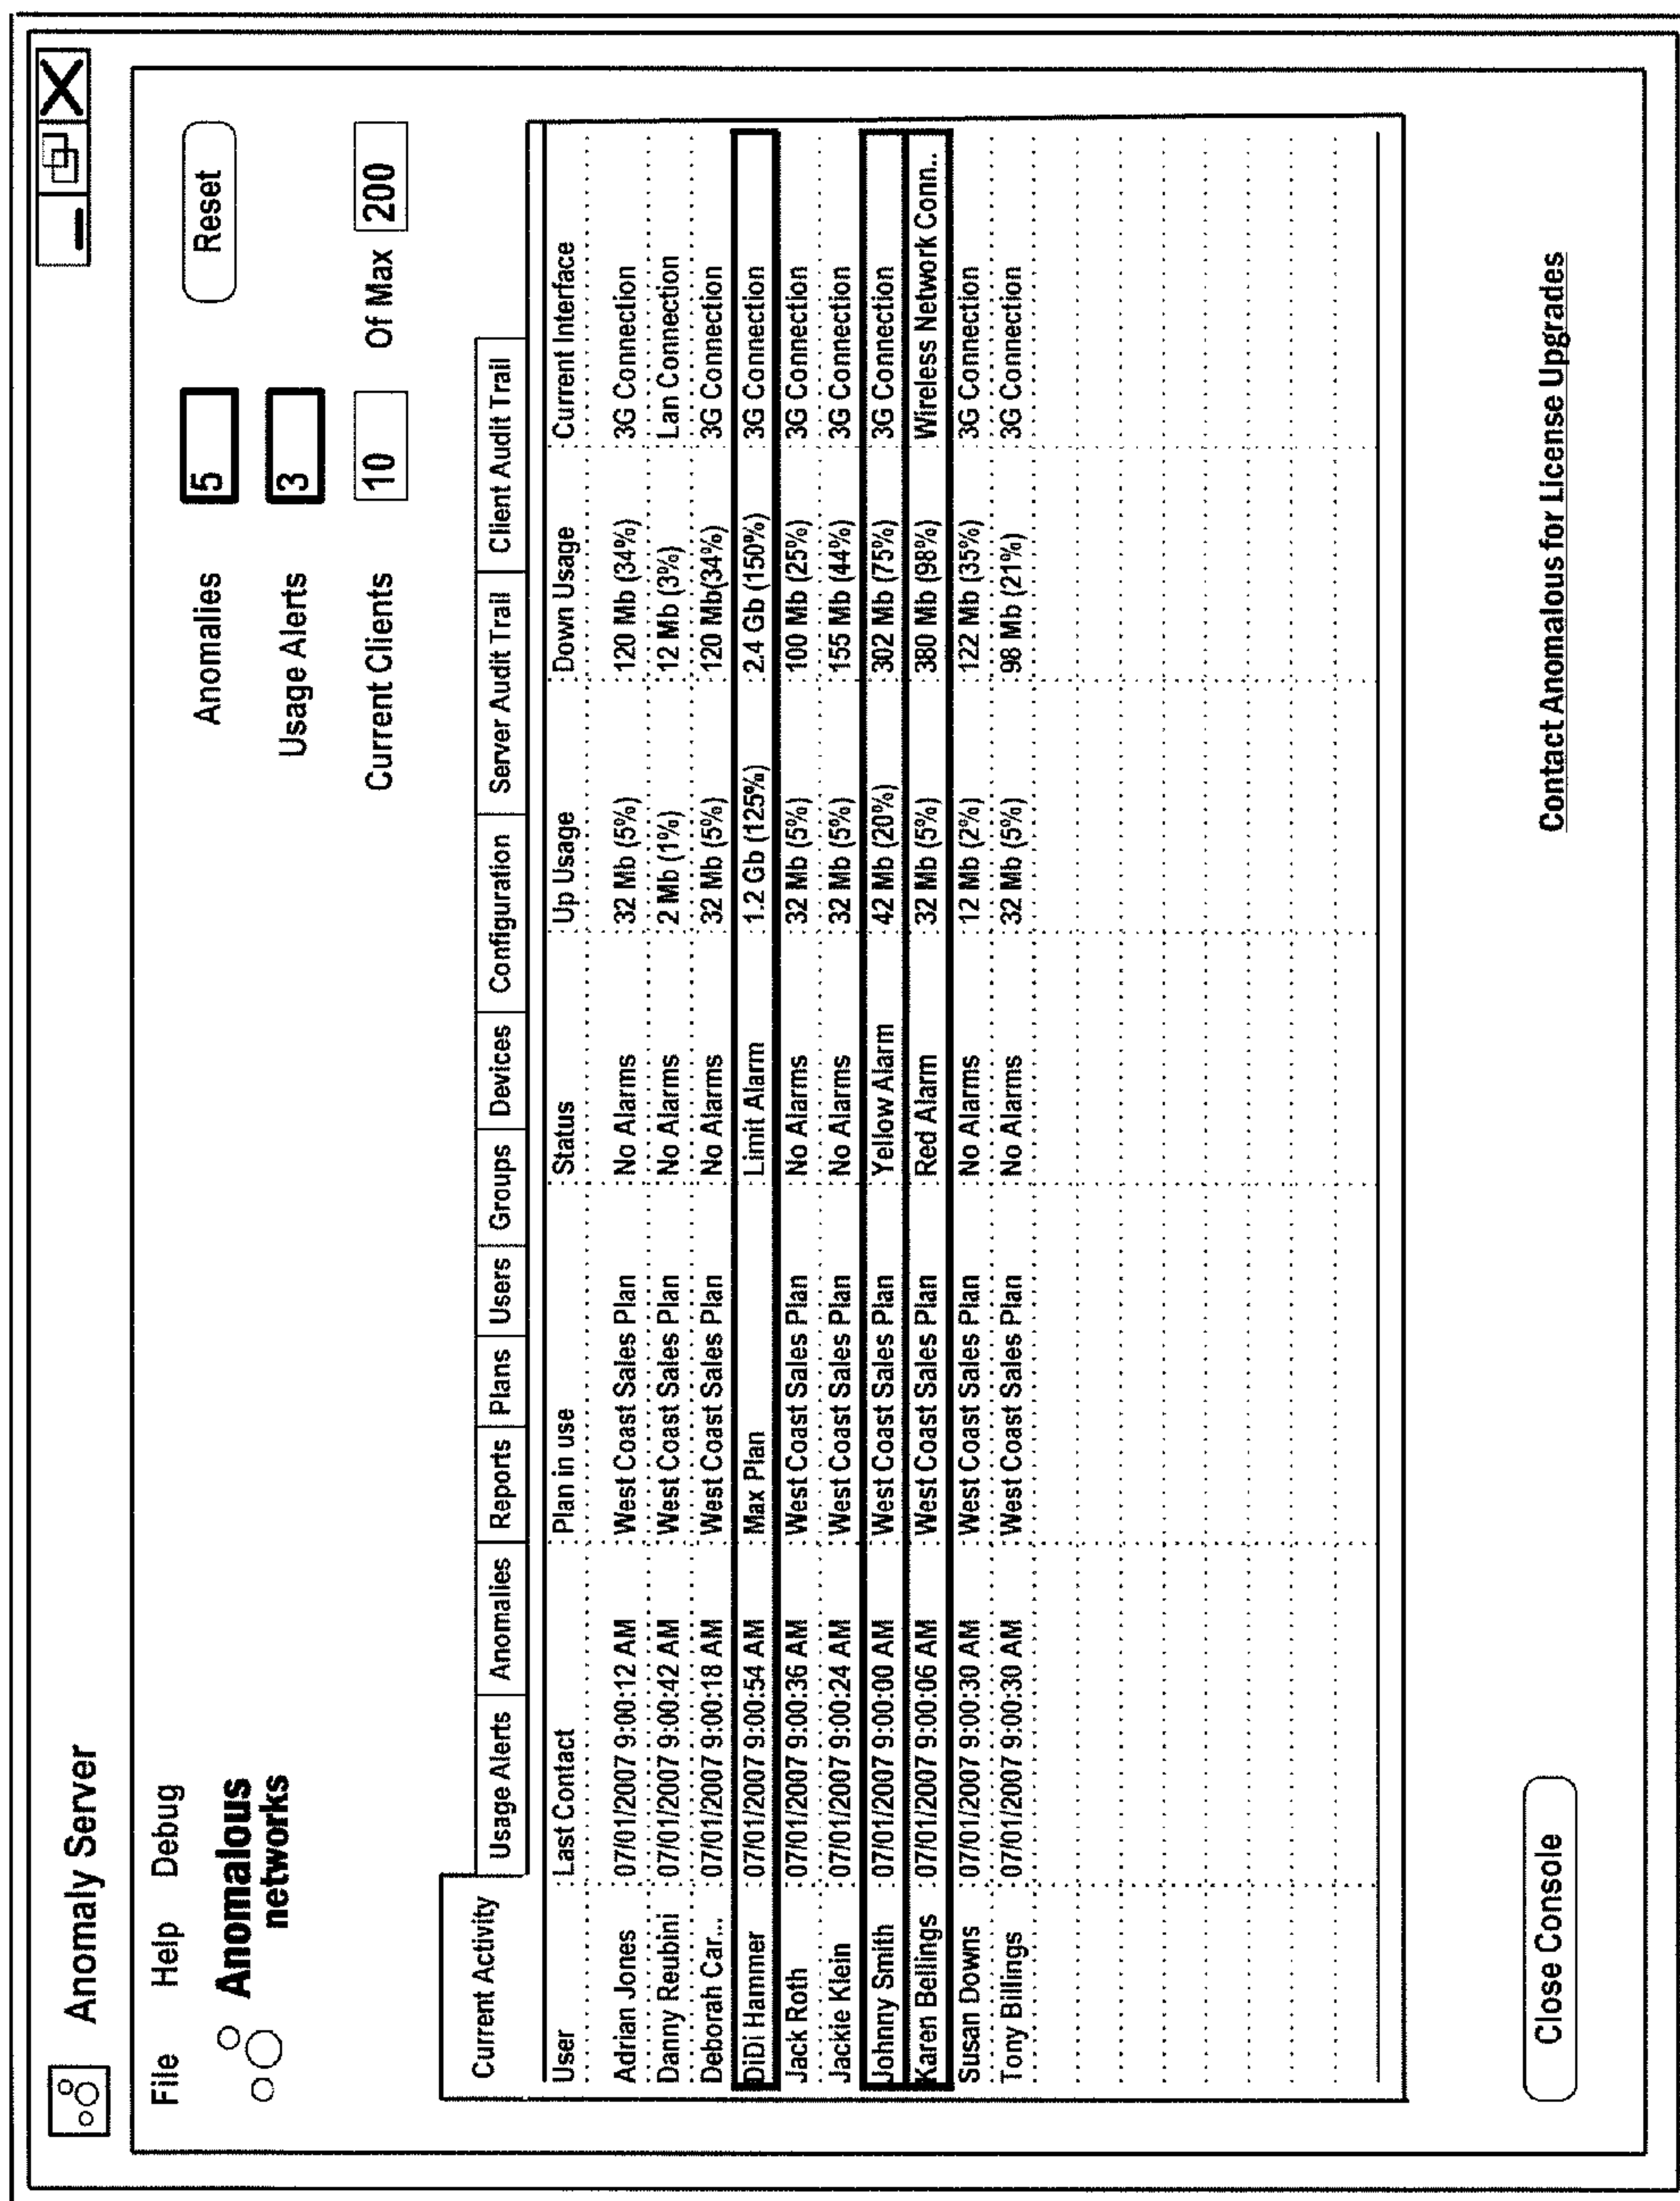 Anomaly Server
File Help Debug
Anomalous
networks
Anomalies 5 Reset
Usage Alerts 3
Current Clients 10 Of Max 200
Current Activity Usage Alerts Anomalies Reports Plans Users Groups Devices Configuration Server Audit Trail Client Audit Trail
User Last Contact Plan in use Status Up Usage Down Usage Current Interface
Adrian Jones 07/01/2007 9:00:12 AM West Coast Sales Plan No Alarms 32 Mb (5%) 120 Mb (34%) 3G Connection
Danny Reubini 07/01/2007 9:00:42 AM West Coast Sales Plan No Alarms 2 Mb (1%) 12 Mb (3%) Lan Connection
Deborah Car... 07/01/2007 9:00:18 AM West Coast Sales Plan No Alarms 32 Mb (5%) 120 Mb(34%) 3G Connection
DiDi Hammer 07/01/2007 9:00:54 AM Max Plan Limit Alarm 1.2 Gb (125%) 2.4 Gb (150%) 3G Connection
Jack Roth 07/01/2007 9:00:36 AM West Coast Sales Plan No Alarms 32 Mb (5%) 100 Mb (25%) 3G Connection
Jackie Klein 07/01/2007 9:00:24 AM West Coast Sales Plan No Alarms 32 Mb (5%) 155 Mb (44%) 3G Connection
Johnny Smith 07/01/2007 9:00:00 AM West Coast Sales Plan Yellow Alarm 42 Mb (20%) 302 Mb (75%) 3G Connection
Karen Bellings 07/01/2007 9:00:06 AM West Coast Sales Plan Red Alarm 32 Mb (5%) 380 Mb (98%) Wireless Network Conn..
Susan Downs 07/01/2007 9:00:30 AM West Coast Sales Plan No Alarms 12 Mb (2%) 122 Mb (35%) 3G Connection
Tony Billings 07/01/2007 9:00:30 AM West Coast Sales Plan No Alarms 32 Mb (5%) 98 Mb (21%) 3G Connection
Close Console Contact Anomalous for License Upgrades